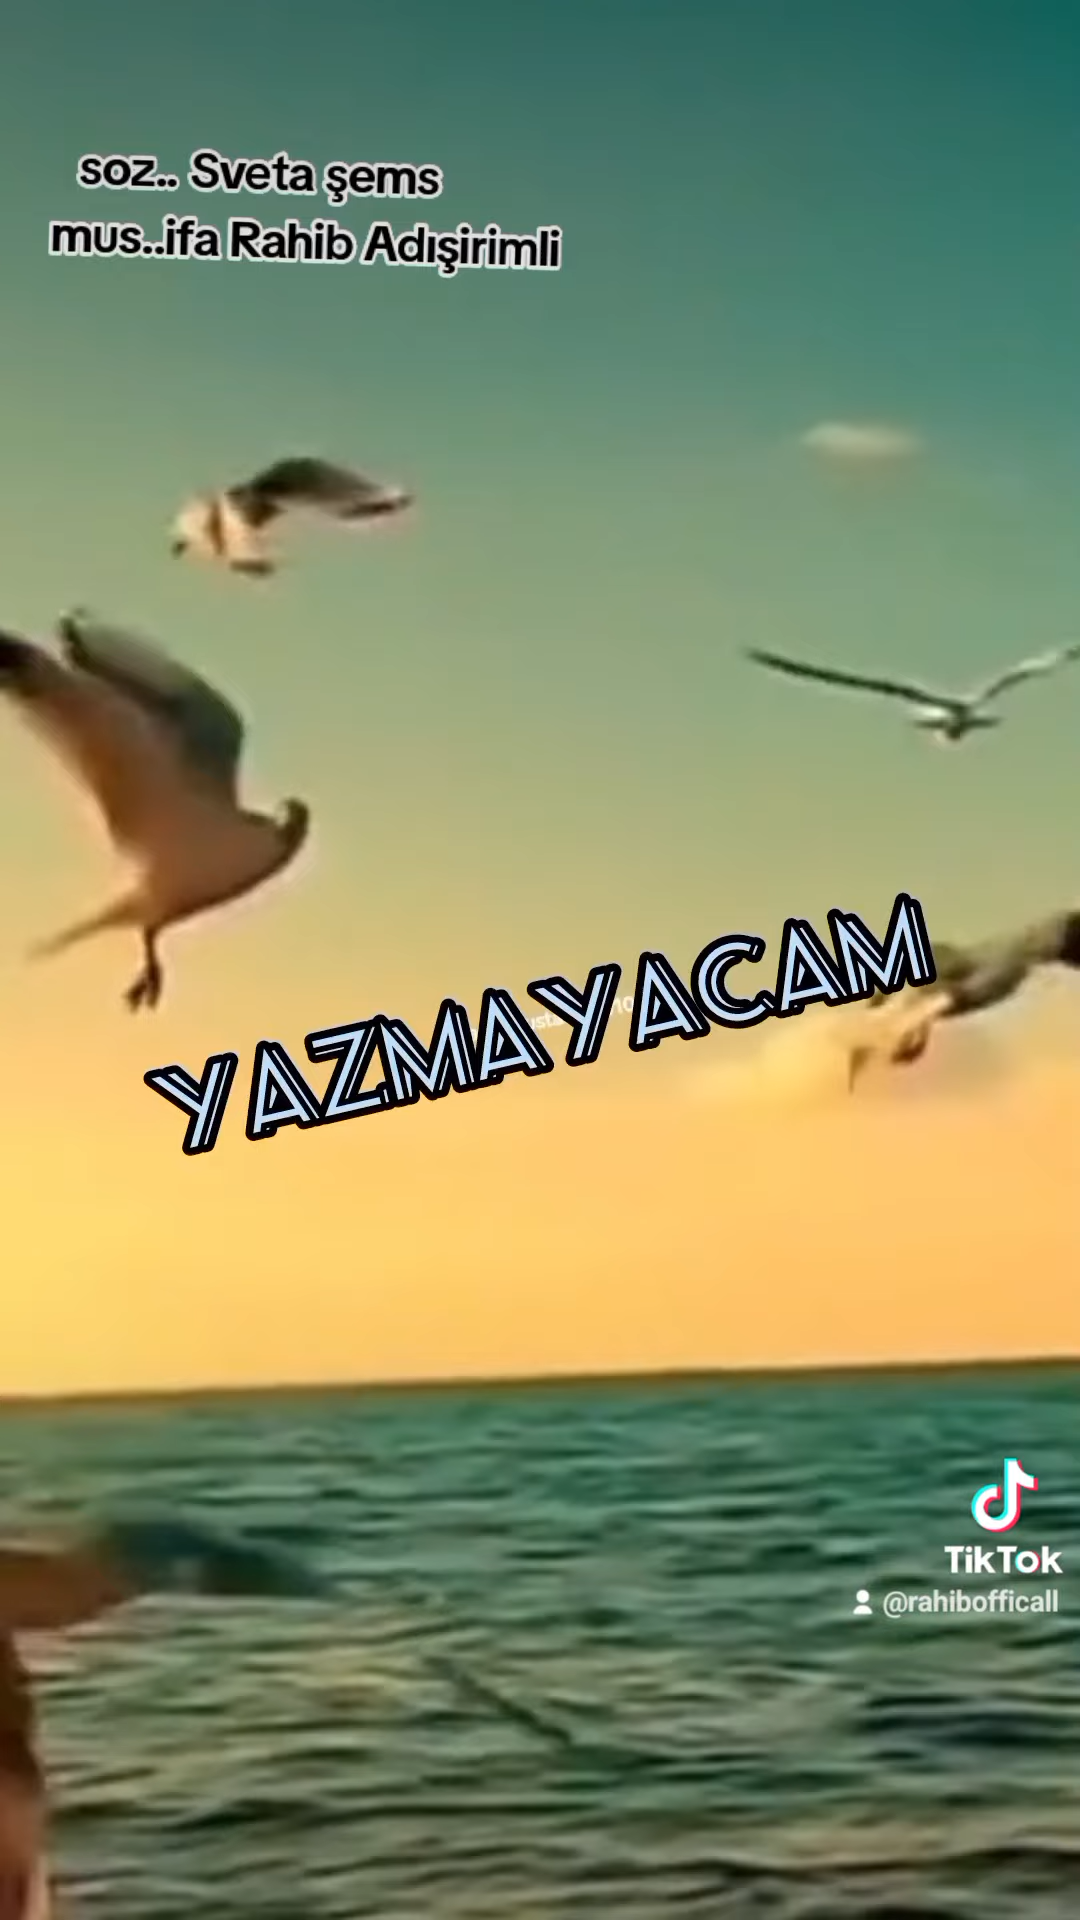 soz.. Sveta şems
mus..ifa Rahib Adışirimli
YAZMAYACAM
TikTok
@rahibofficall